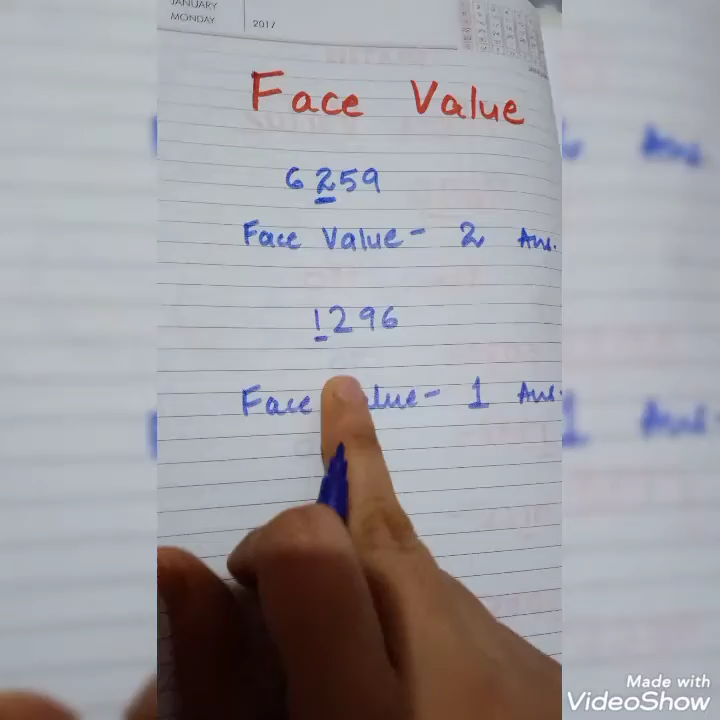 JANUARY
MONDAY 2017
Face Value
6259
Face Value - 2 Ans.
1296
Face Value - 1 Ans.
Made with
VideoShow